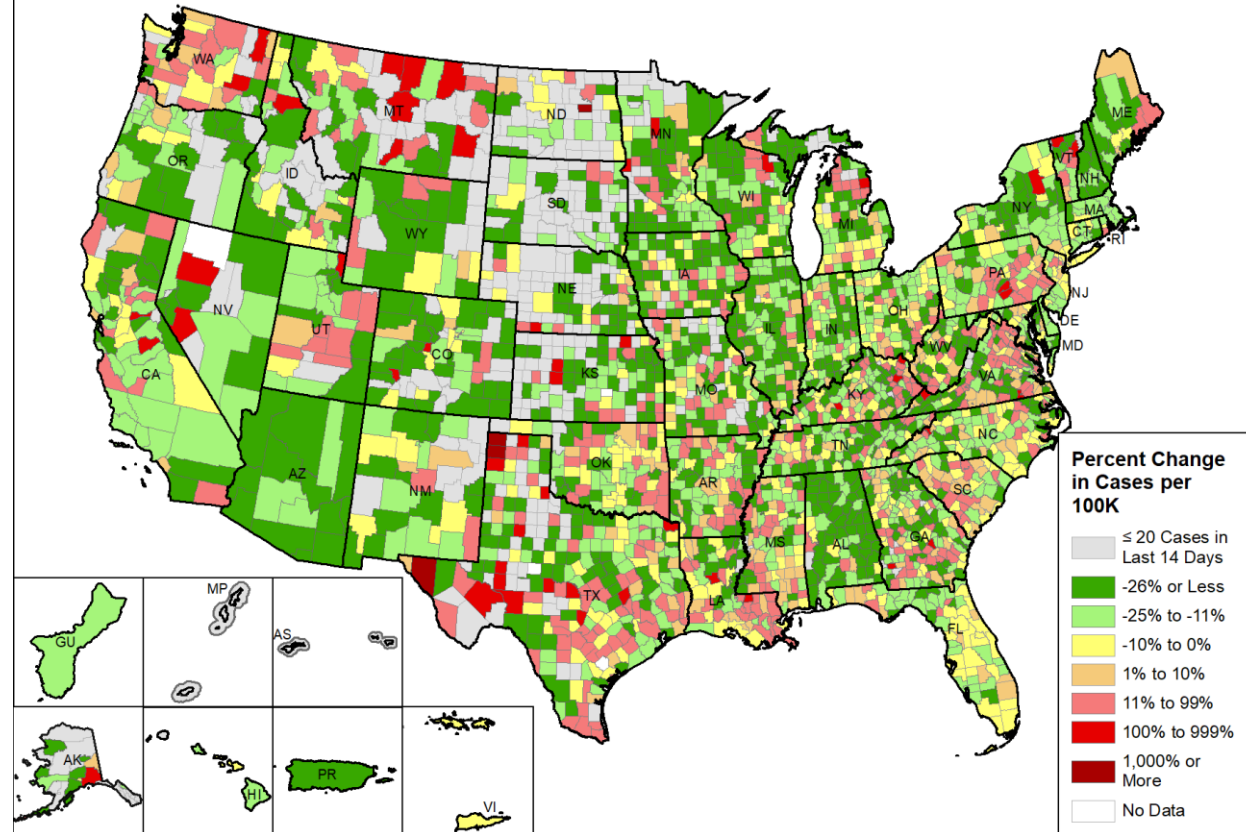 WA
MT
ND
MN
ME
OR
ID
SD
WI
MI
VT
NH
NY
MA
CT
RI
WY
IA
NE
PA
NJ
NV
UT
CO
IL
IN
OH
DE
MD
WV
CA
KS
MO
KY
VA
AZ
NM
OK
AR
TN
NC
SC
MS
AL
GA
TX
LA
FL
Percent Change
in Cases per
100K
≤ 20 Cases in
Last 14 Days
-26% or Less
-25% to -11%
-10% to 0%
1% to 10%
11% to 99%
100% to 999%
1,000% or
More
No Data
GU
MP
AS
AK
HI
PR
VI